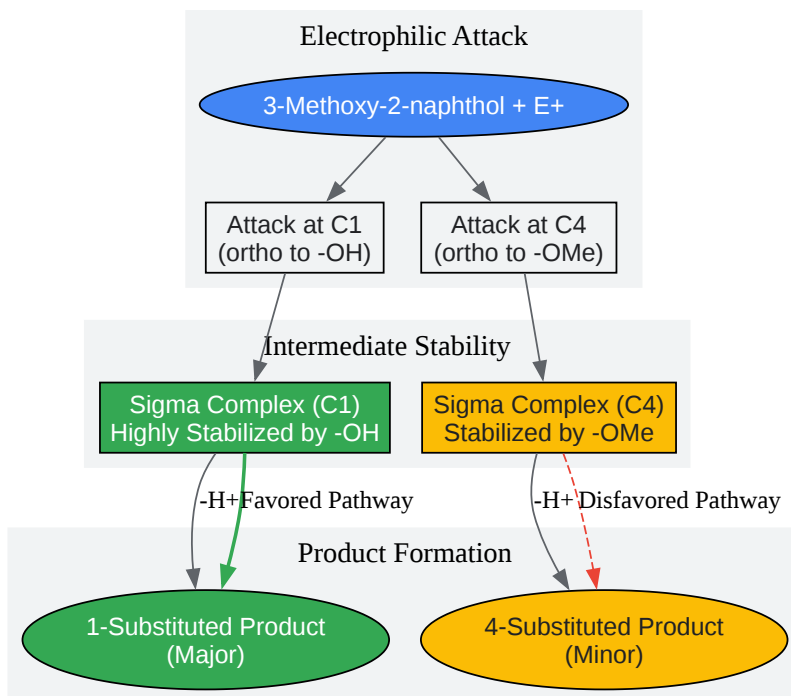 Electrophilic Attack
3-Methoxy-2-naphthol + E+
Attack at C1
(ortho to -OH)
Attack at C4
(ortho to -OMe)
Intermediate Stability
Sigma Complex (C1)
Highly Stabilized by -OH
Sigma Complex (C4)
Stabilized by -OMe
-H+
Favored Pathway
-H+
Disfavored Pathway
Product Formation
1-Substituted Product
(Major)
4-Substituted Product
(Minor)